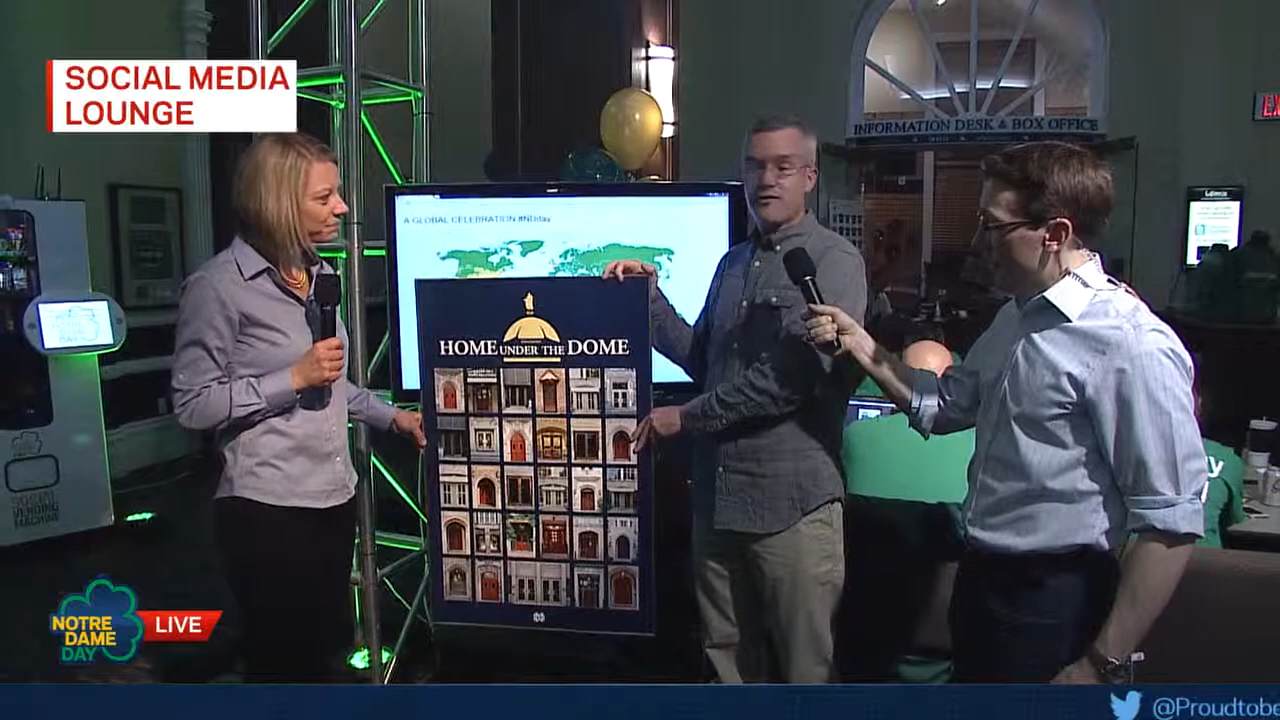 SOCIAL MEDIA
LOUNGE
INFORMATION DESK & BOX OFFICE
A GLOBAL CELEBRATION #NDday
HOME UNDER THE DOME
SOCIAL
VENDING
MACHINE
NOTRE
DAME
DAY
LIVE
@Proudtobe